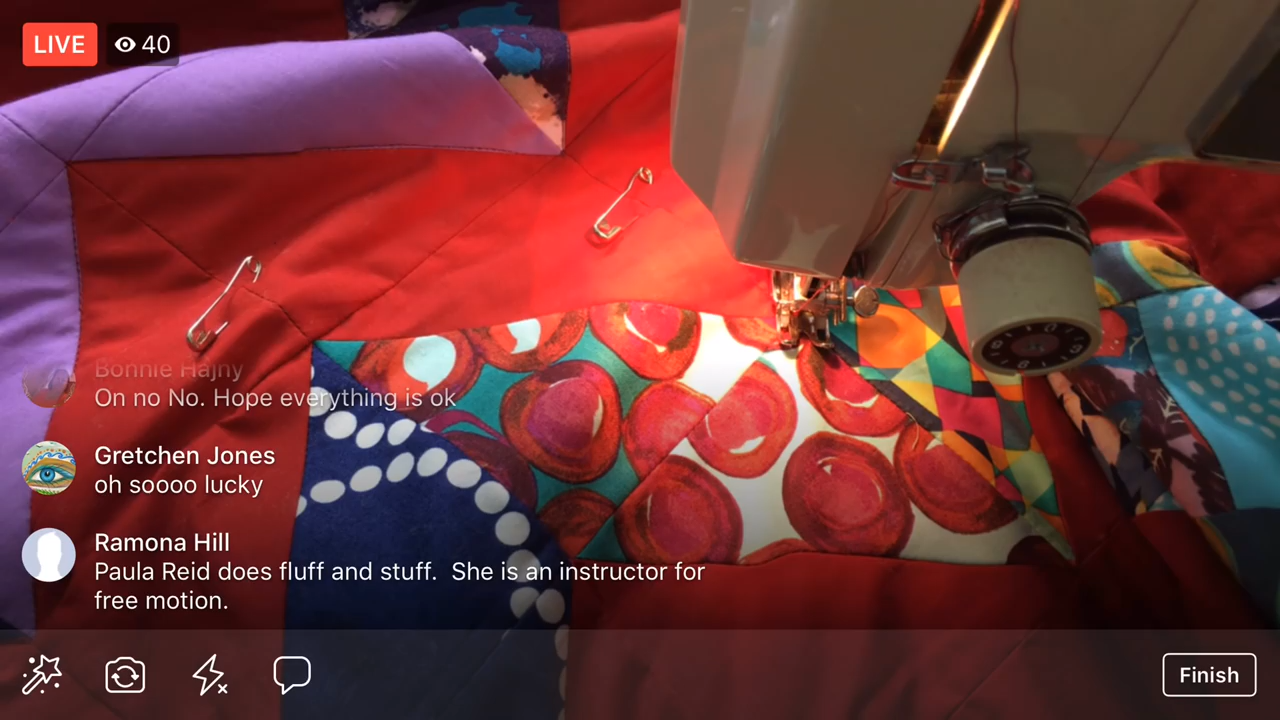 LIVE 40
Bonnie Hajny
On no No. Hope everything is ok
Gretchen Jones
oh soooo lucky
Ramona Hill
Paula Reid does fluff and stuff.  She is an instructor for
free motion.
Finish